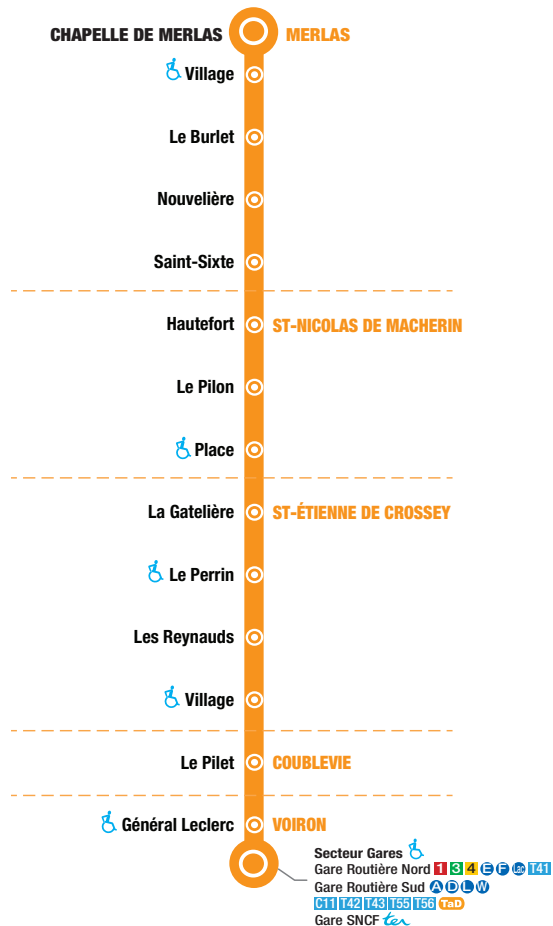 CHAPELLE DE MERLAS MERLAS
Village
Le Burlet
Nouvelière
Saint-Sixte
Hautefort ST-NICOLAS DE MACHERIN
Le Pilon
Place
La Gatelière ST-ÉTIENNE DE CROSSEY
Le Perrin
Les Reynauds
Village
Le Pilet COUBLEVIE
Général Leclerc VOIRON
Secteur Gares
Gare Routière Nord 1 3 4 E F Lac T41
Gare Routière Sud A D L W
C11 T42 T43 T55 T56 TaD
Gare SNCF ter